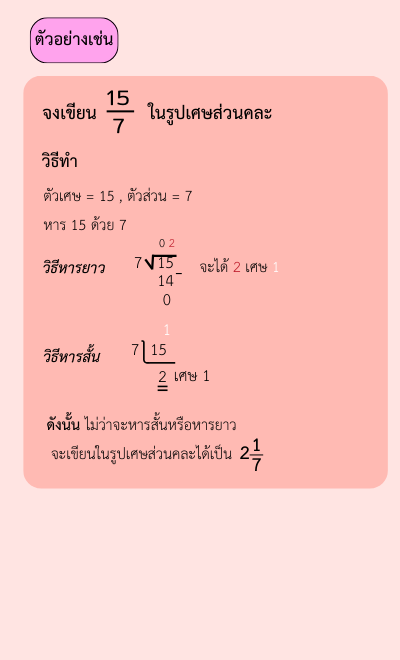 ตัวอย่างเช่น
จงเขียน 15/7 ในรูปเศษส่วนคละ
วิธีทำ
ตัวเศษ = 15 , ตัวส่วน = 7
หาร 15 ด้วย 7
0 2
วิธีหารยาว 7 15 จะได้ 2 เศษ 1
14 –
0
1
วิธีหารสั้น 7 15
2 เศษ 1
ดังนั้น ไม่ว่าจะหารสั้นหรือหารยาว
จะเขียนในรูปเศษส่วนคละได้เป็น 2 1/7